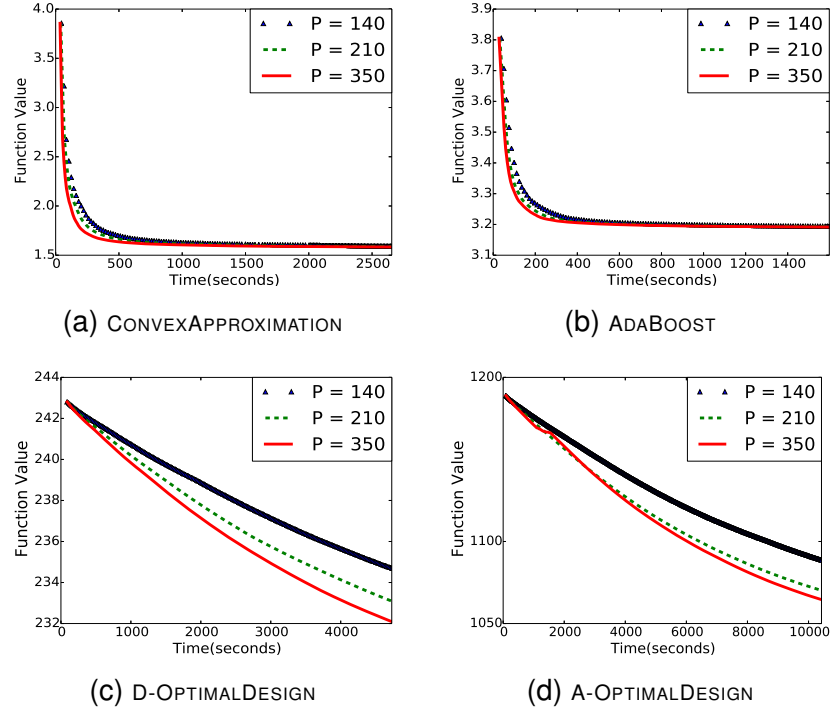 4.0
3.5
3.0
2.5
2.0
1.5
Function Value
P = 140
P = 210
P = 350
0 500 1000 1500 2000 2500
Time(seconds)
(a) CONVEXAPPROXIMATION
3.9
3.8
3.7
3.6
3.5
3.4
3.3
3.2
3.1
Function Value
P = 140
P = 210
P = 350
0 200 400 600 800 1000 1200 1400
Time(seconds)
(b) ADABOOST
244
242
240
238
236
234
232
Function Value
P = 140
P = 210
P = 350
0 1000 2000 3000 4000
Time(seconds)
(c) D-OPTIMALDESIGN
1200
1100
1050
Function Value
P = 140
P = 210
P = 350
0 2000 4000 6000 8000 10000
Time(seconds)
(d) A-OPTIMALDESIGN